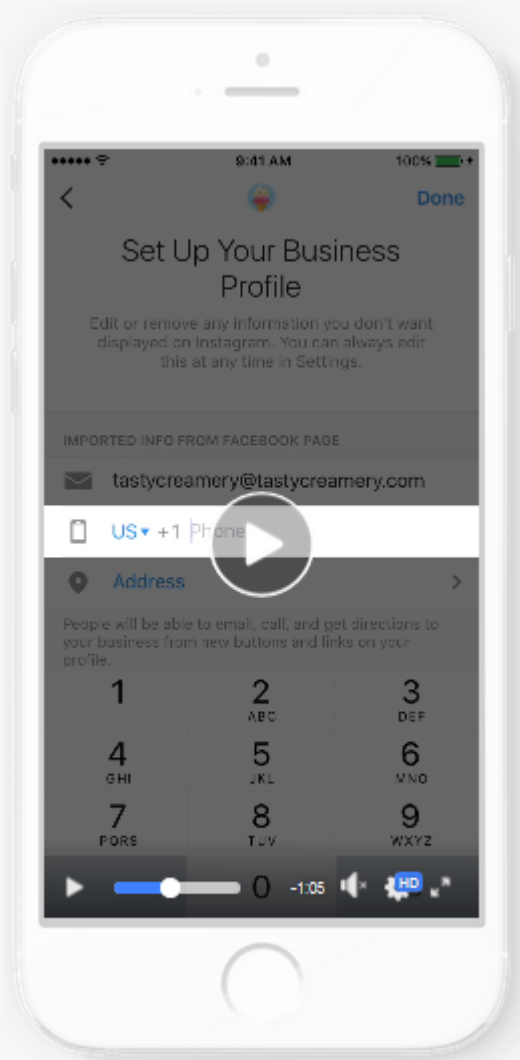 9:41 AM 100%
Done
Set Up Your Business
Profile
Edit or remove any information you don't want
displayed on Instagram. You can always edit
this at any time in Settings.
IMPORTED INFO FROM FACEBOOK PAGE
tastycreamery@tastycreamery.com
US +1 Phone
Address
People will be able to email, call, and get directions to
your business from new buttons and links on your
profile.
1 2 3
ABC DEF
4 5 6
GHI JKL MNO
7 8 9
PQRS TUV WXYZ
0 -1:05 HD